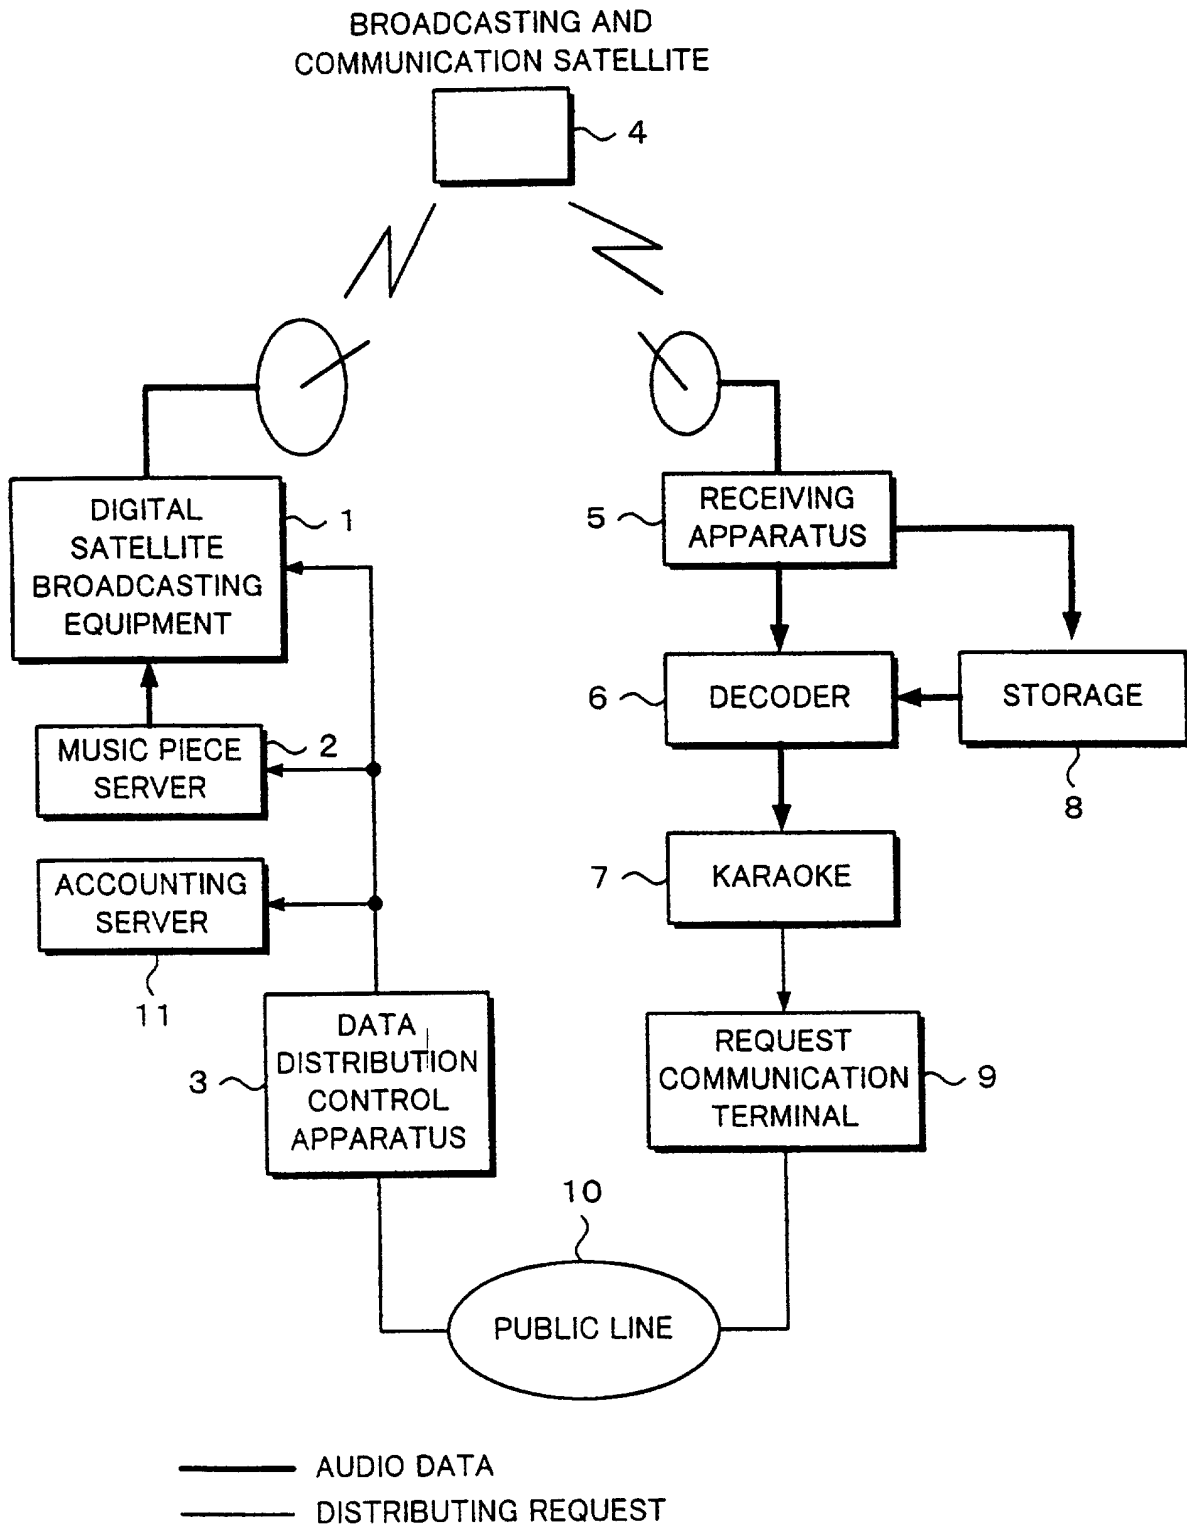 BROADCASTING AND
COMMUNICATION SATELLITE
4
DIGITAL
SATELLITE
BROADCASTING
EQUIPMENT
1
RECEIVING
APPARATUS
5
MUSIC PIECE
SERVER
2
DECODER
6
STORAGE
8
ACCOUNTING
SERVER
11
KARAOKE
7
DATA
DISTRIBUTION
CONTROL
APPARATUS
3
REQUEST
COMMUNICATION
TERMINAL
9
10
PUBLIC LINE
AUDIO DATA
DISTRIBUTING REQUEST